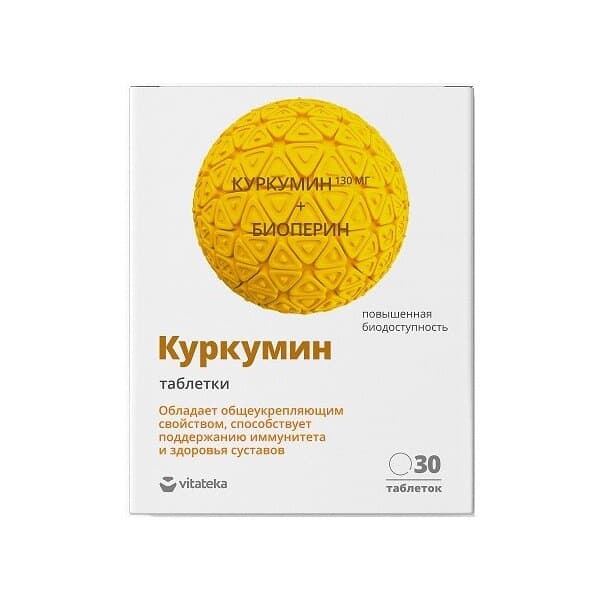 КУРКУМИН 130 МГ
+
БИОПЕРИН
повышенная
биодоступность
Куркумин
таблетки
Обладает общеукрепляющим
свойством, способствует
поддержанию иммунитета
и здоровья суставов
30
таблеток
vitateka